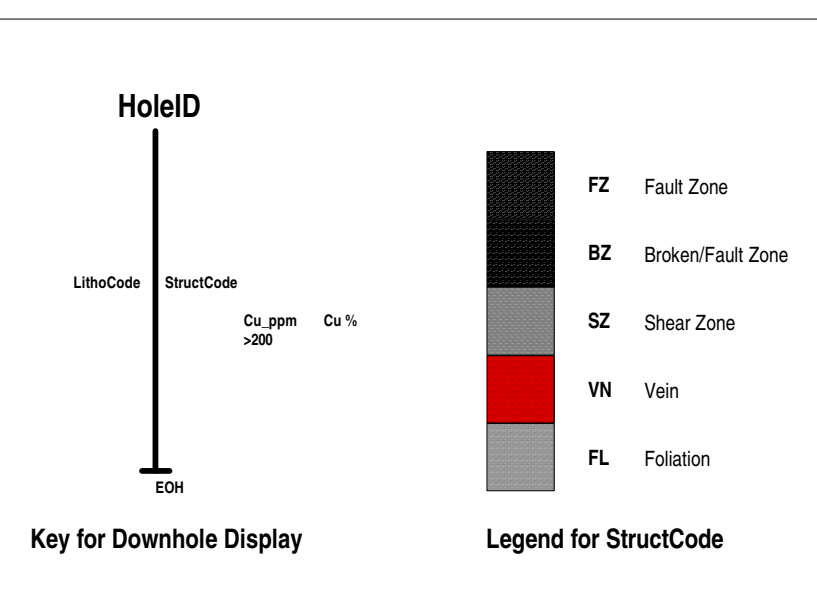 HoleID
LithoCode StructCode
Cu_ppm Cu %
>200
EOH
Key for Downhole Display
FZ Fault Zone
BZ Broken/Fault Zone
SZ Shear Zone
VN Vein
FL Foliation
Legend for StructCode